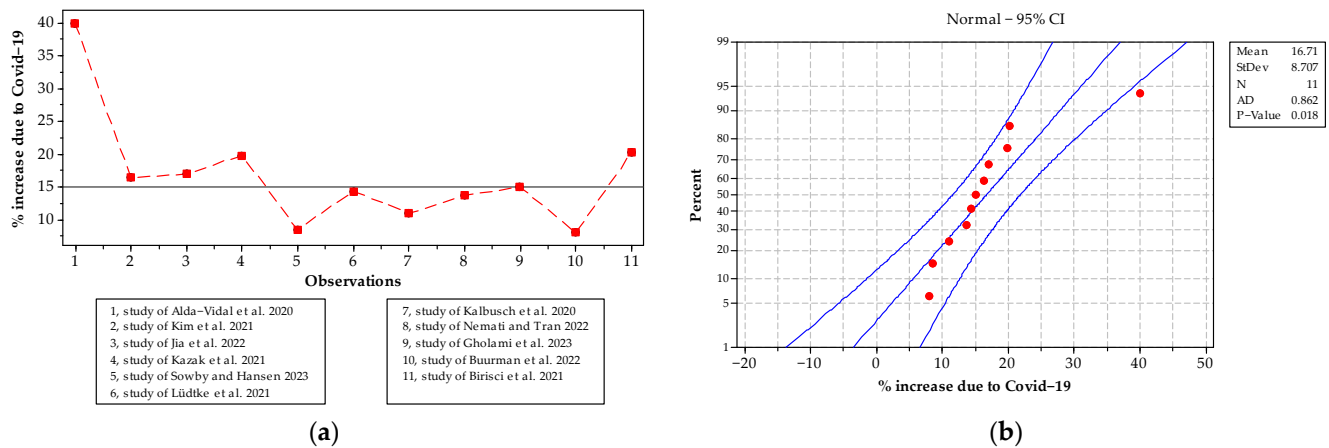 % increase due to Covid−19
40
35
30
25
20
15
10
1 2 3 4 5 6 7 8 9 10 11
Observations
1, study of Alda−Vidal et al. 2020
2, study of Kim et al. 2021
3, study of Jia et al. 2022
4, study of Kazak et al. 2021
5, study of Sowby and Hansen 2023
6, study of Lüdtke et al. 2021
7, study of Kalbusch et al. 2020
8, study of Nemati and Tran 2022
9, study of Gholami et al. 2023
10, study of Buurman et al. 2022
11, study of Birisci et al. 2021
(a)
Normal − 95% CI
Percent
99
95
90
80
70
60
50
40
30
20
10
5
1
−20 −10 0 10 20 30 40 50
% increase due to Covid−19
Mean 16.71
StDev 8.707
N 11
AD 0.862
P−Value 0.018
(b)